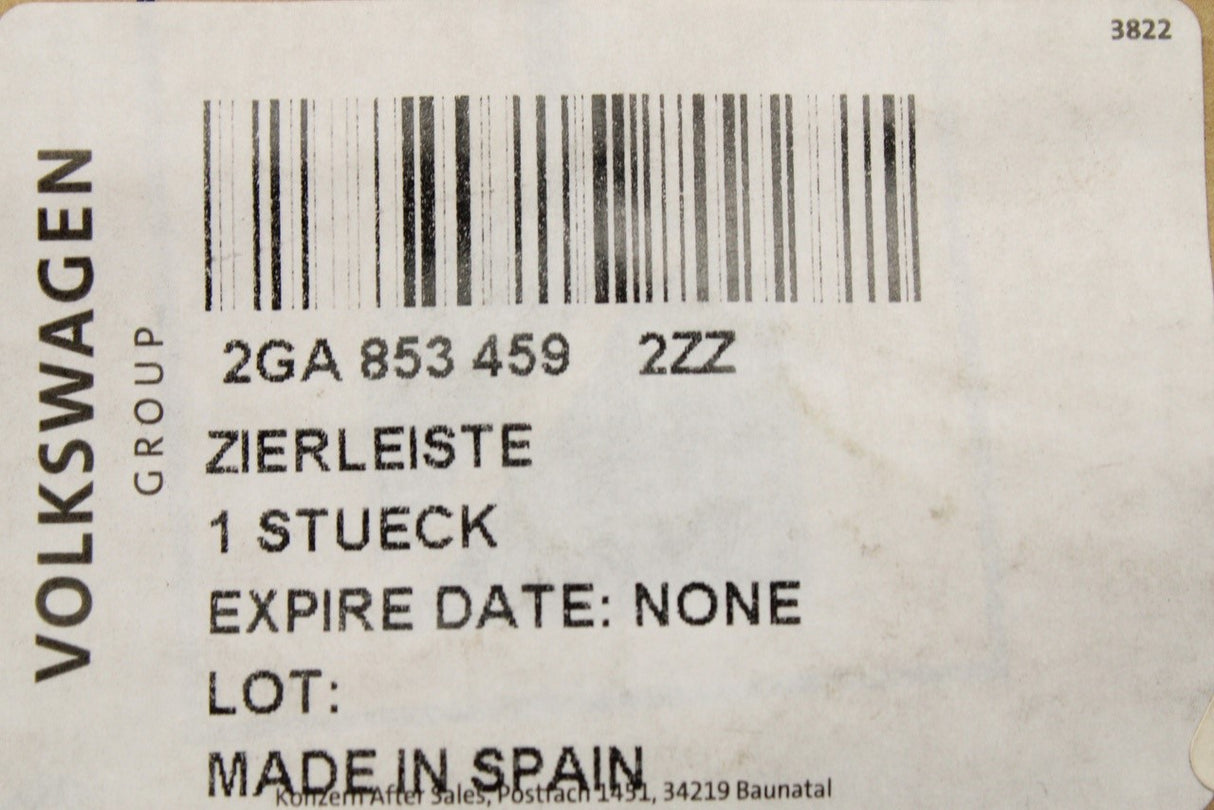 3822
VOLKSWAGEN
GROUP
2GA 853 459 2ZZ
ZIERLEISTE
1 STUECK
EXPIRE DATE: NONE
LOT:
MADE IN SPAIN
Konzern After Sales, Postfach 1451, 34219 Baunatal